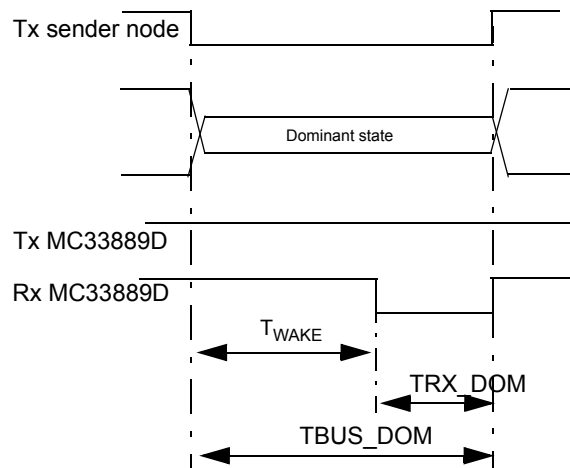 Tx sender node
Dominant state
Tx MC33889D
Rx MC33889D
TWAKE
TRX_DOM
TBUS_DOM